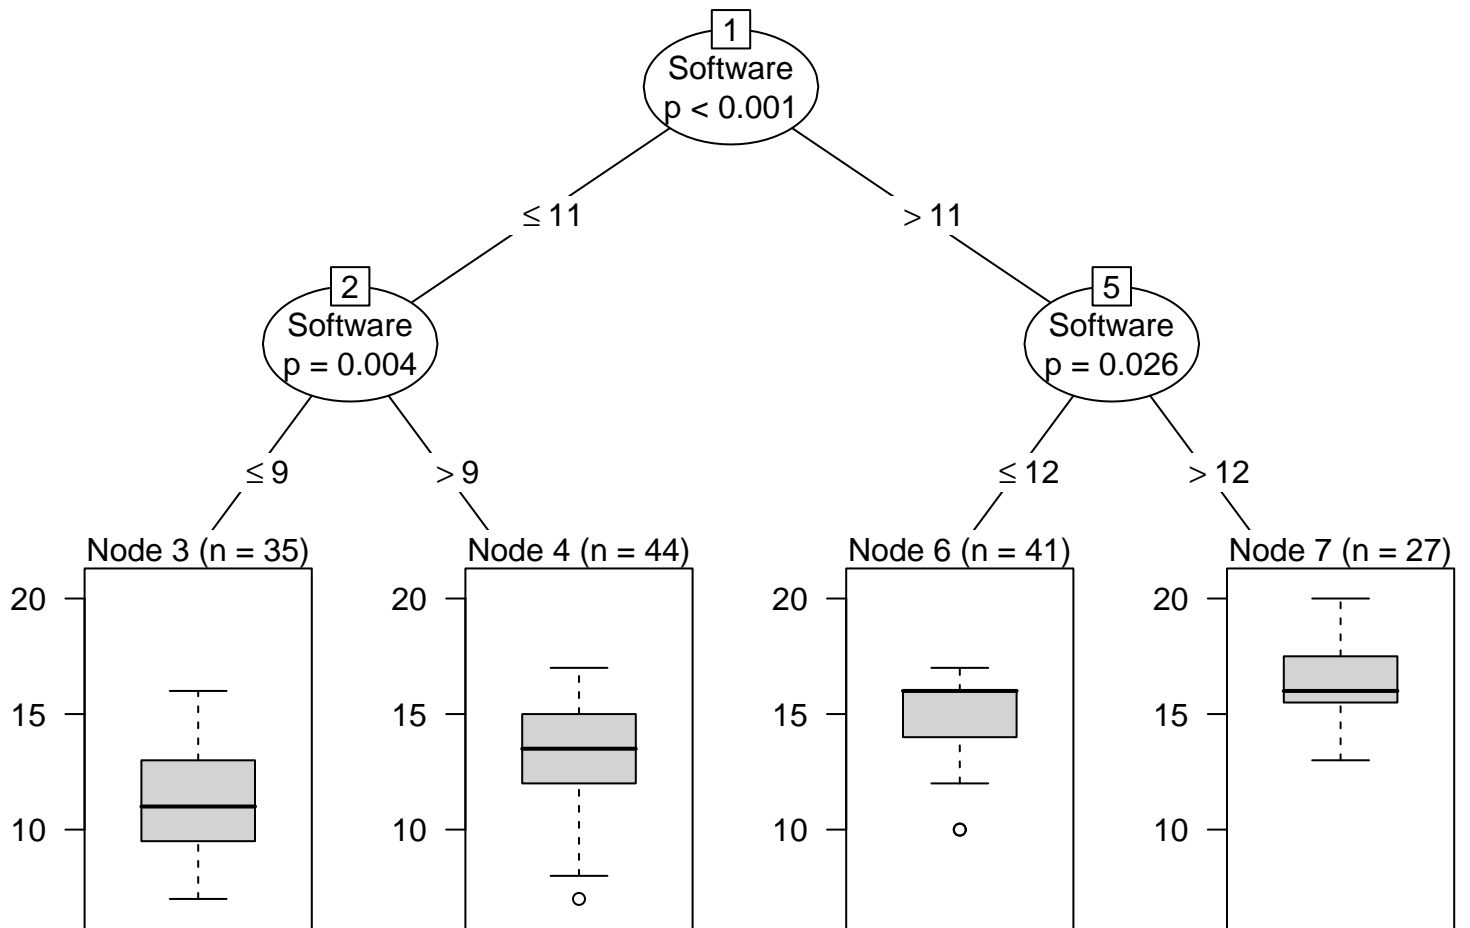 1
Software
p < 0.001
≤ 11
> 11
2
Software
p = 0.004
5
Software
p = 0.026
≤ 9
> 9
≤ 12
> 12
Node 3 (n = 35)
Node 4 (n = 44)
Node 6 (n = 41)
Node 7 (n = 27)
20
15
10
20
15
10
20
15
10
20
15
10